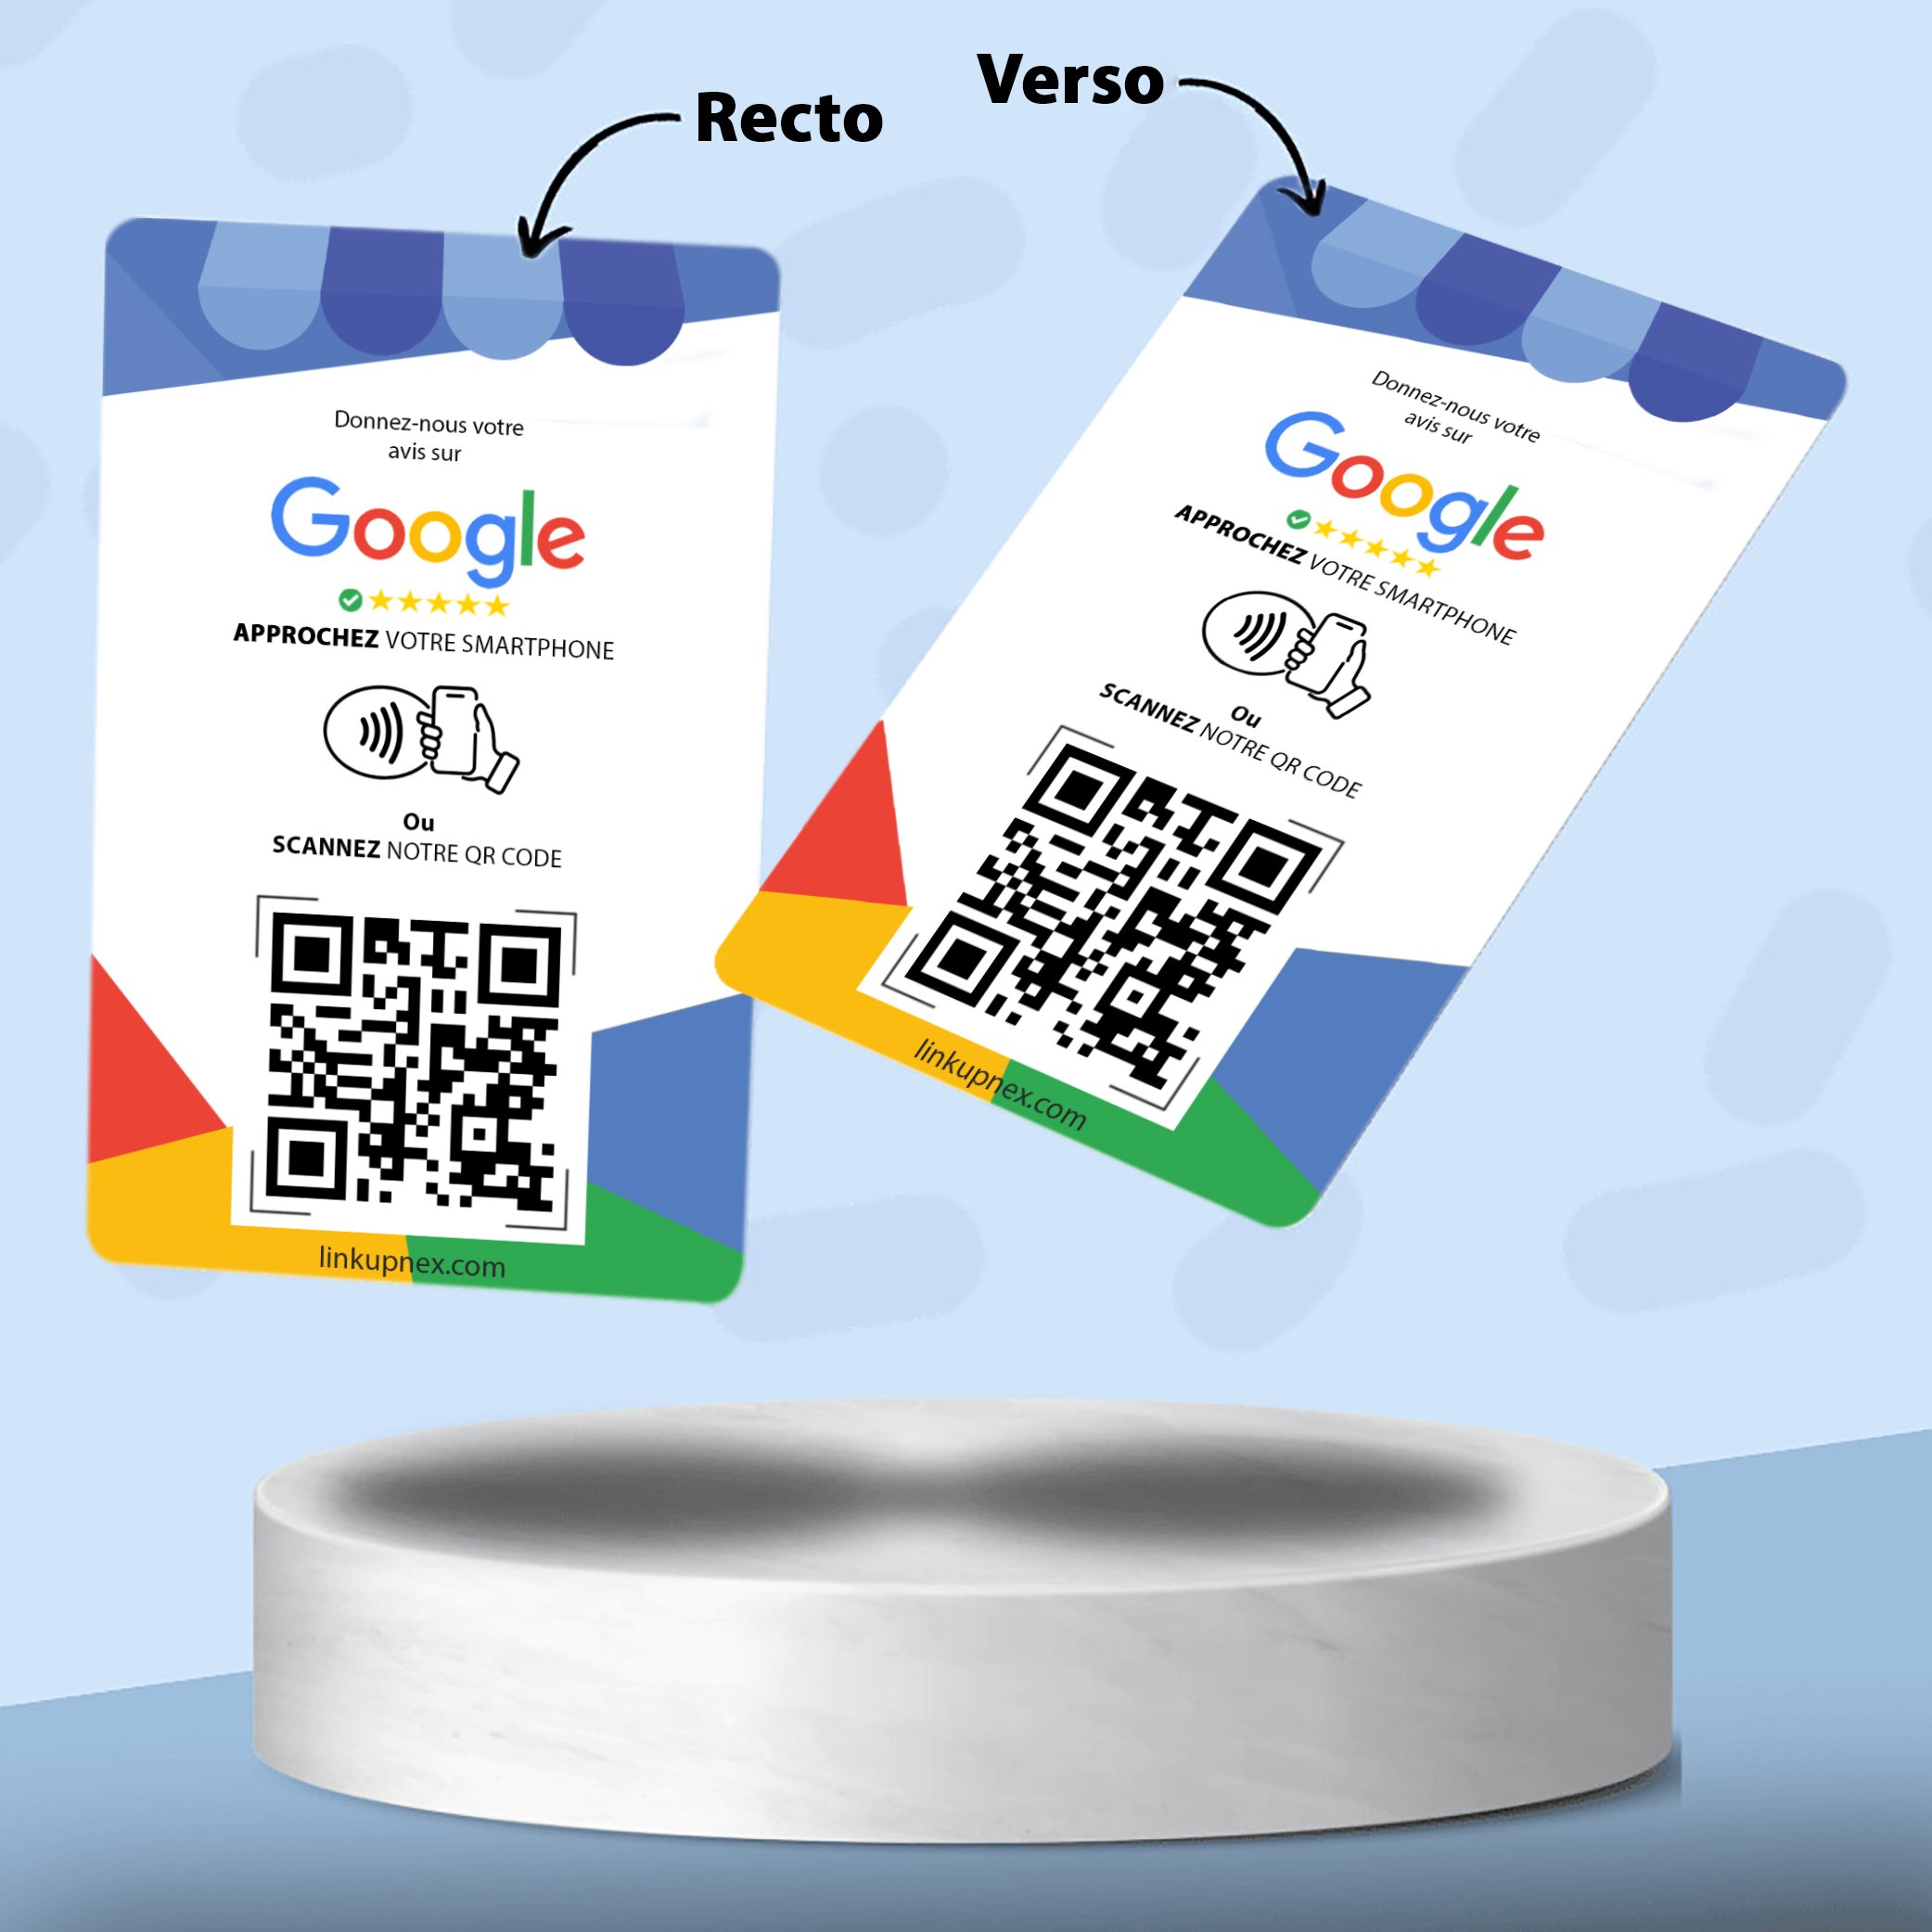 Recto
Verso
Donnez-nous votre
avis sur
Google
APPROCHEZ VOTRE SMARTPHONE
Ou
SCANNEZ NOTRE QR CODE
linkupnex.com
Donnez-nous votre
avis sur
Google
APPROCHEZ VOTRE SMARTPHONE
Ou
SCANNEZ NOTRE QR CODE
linkupnex.com